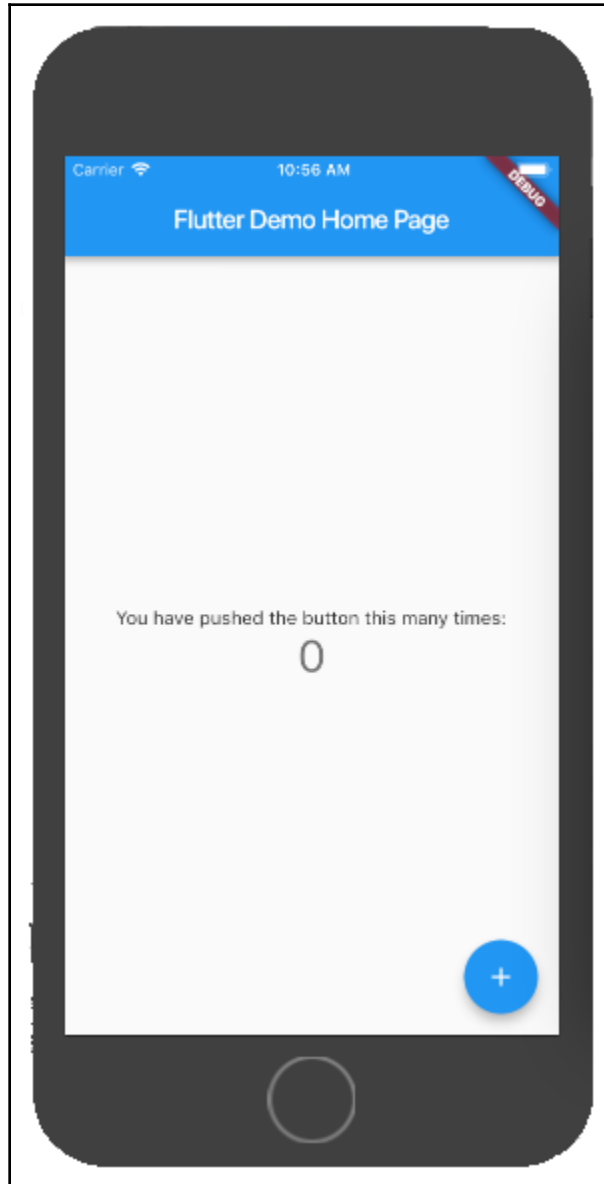 Carrier
10:56 AM
DEBUG
Flutter Demo Home Page
You have pushed the button this many times:
0
+